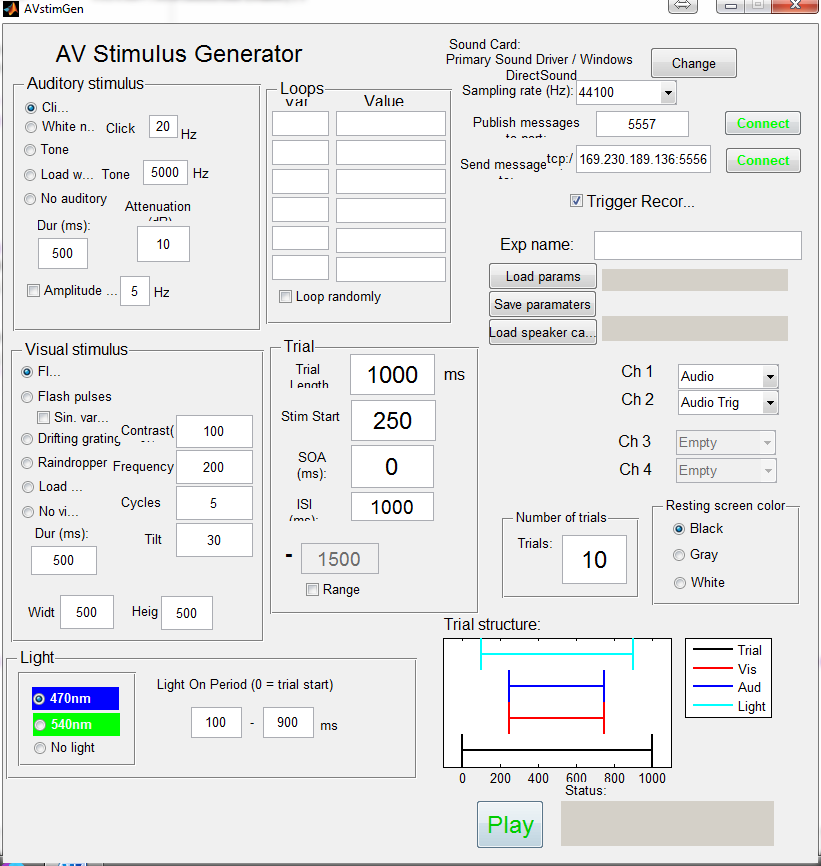 AVstimGen
AV Stimulus Generator
Sound Card:
Primary Sound Driver / Windows
DirectSound
Change
Sampling rate (Hz): 44100
Publish messages
5557
Connect
Send message
tcp:/
169.230.189.136:5556
Connect
Trigger Recor...
Exp name:
Load params
Save paramaters
Load speaker ca...
Auditory stimulus
Cli...
White n..
Click 20 Hz
Tone
Load w...
Tone 5000 Hz
No auditory
Attenuation
Dur (ms):
500
10
Amplitude ... 5 Hz
Loops
Value
Loop randomly
Visual stimulus
Fl...
Flash pulses
Sin. var...
Drifting grating
Contrast( 100
Raindropper
Frequency 200
Load ...
Cycles 5
No vi...
Dur (ms):
Tilt 30
500
Widt 500 Heig 500
Trial
Trial
Length
1000 ms
Stim Start 250
SOA
(ms):
0
ISI
(ms):
1000
- 1500
Range
Ch 1 Audio
Ch 2 Audio Trig
Ch 3 Empty
Ch 4 Empty
Number of trials
Trials: 10
Resting screen color
Black
Gray
White
Light
470nm
540nm
No light
Light On Period (0 = trial start)
100 - 900 ms
Trial structure:
Trial
Vis
Aud
Light
0 200 400 600 800 1000
Status:
Play